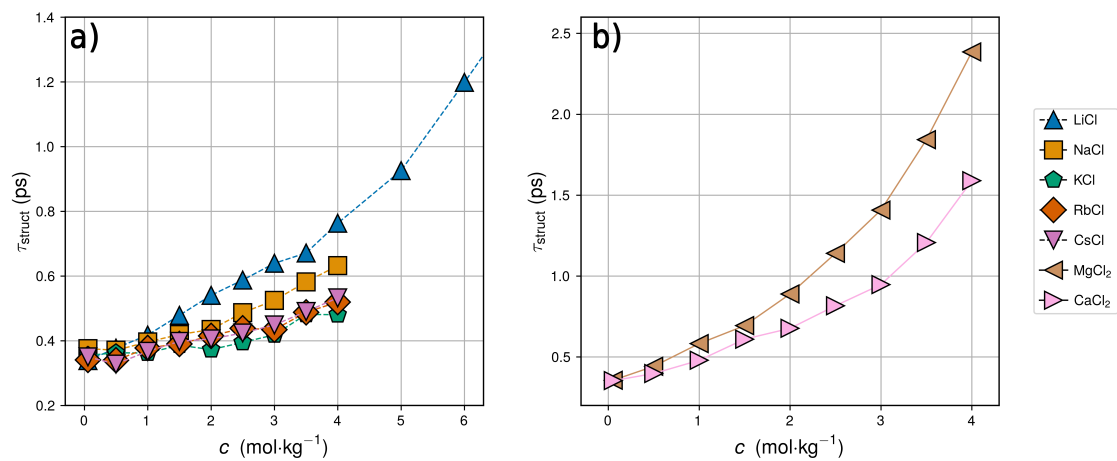 a)
1.4
1.2
1.0
0.8
0.6
0.4
0.2
τstruct (ps)
0 1 2 3 4 5 6
c (mol·kg⁻¹)
b)
2.5
2.0
1.5
1.0
0.5
τstruct (ps)
0 1 2 3 4
c (mol·kg⁻¹)
LiCl
NaCl
KCl
RbCl
CsCl
MgCl₂
CaCl₂